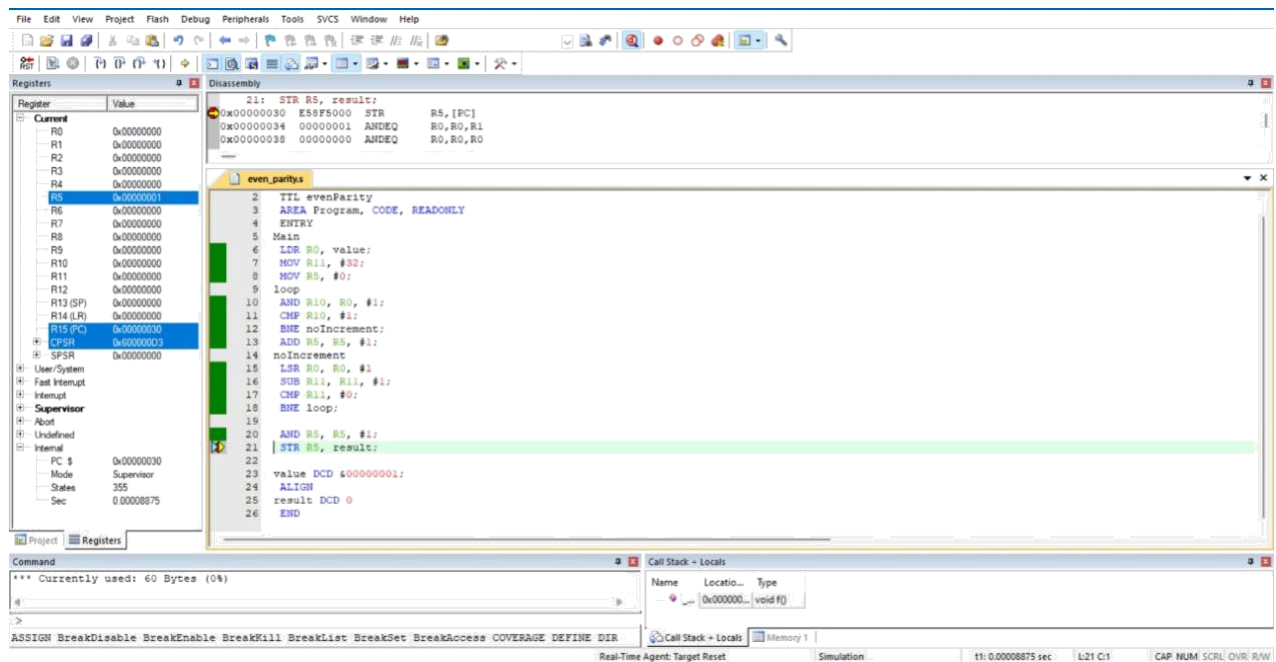 File Edit View Project Flash Debug Peripherals Tools SVCS Window Help
RST
Registers
Register Value
Current
R0 0x00000000
R1 0x00000000
R2 0x00000000
R3 0x00000000
R4 0x00000000
R5 0x00000001
R6 0x00000000
R7 0x00000000
R8 0x00000000
R9 0x00000000
R10 0x00000000
R11 0x00000000
R12 0x00000000
R13 (SP) 0x00000000
R14 (LR) 0x00000000
R15 (PC) 0x00000030
CPSR 0x600000D3
SPSR 0x00000000
User/System
Fast Interrupt
Interrupt
Supervisor
Abort
Undefined
Internal
PC $ 0x00000030
Mode Supervisor
States 355
Sec 0.00008875
Project Registers
Disassembly
21: STR R5, result;
0x00000030 E58F5000 STR R5,[PC]
0x00000034 00000001 ANDEQ R0,R0,R1
0x00000038 00000000 ANDEQ R0,R0,R0
even_parity.s
2 TTL evenParity
3 AREA Program, CODE, READONLY
4 ENTRY
5 Main
6 LDR R0, value;
7 MOV R11, #32;
8 MOV R5, #0;
9 loop
10 AND R10, R0, #1;
11 CMP R10, #1;
12 BNE noIncrement;
13 ADD R5, R5, #1;
14 noIncrement
15 LSR R0, R0, #1
16 SUB R11, R11, #1;
17 CMP R11, #0;
18 BNE loop;
19
20 AND R5, R5, #1;
21 STR R5, result;
22
23 value DCD &00000001;
24 ALIGN
25 result DCD 0
26 END
Command
*** Currently used: 60 Bytes (0%)
>
ASSIGN BreakDisable BreakEnable BreakKill BreakList BreakSet BreakAccess COVERAGE DEFINE DIR
Call Stack + Locals
Name Locatio... Type
0x000000... void f()
Call Stack + Locals Memory 1
Real-Time Agent: Target Reset Simulation t1: 0.00008875 sec L:21 C:1 CAP NUM SCRL OVR R/W